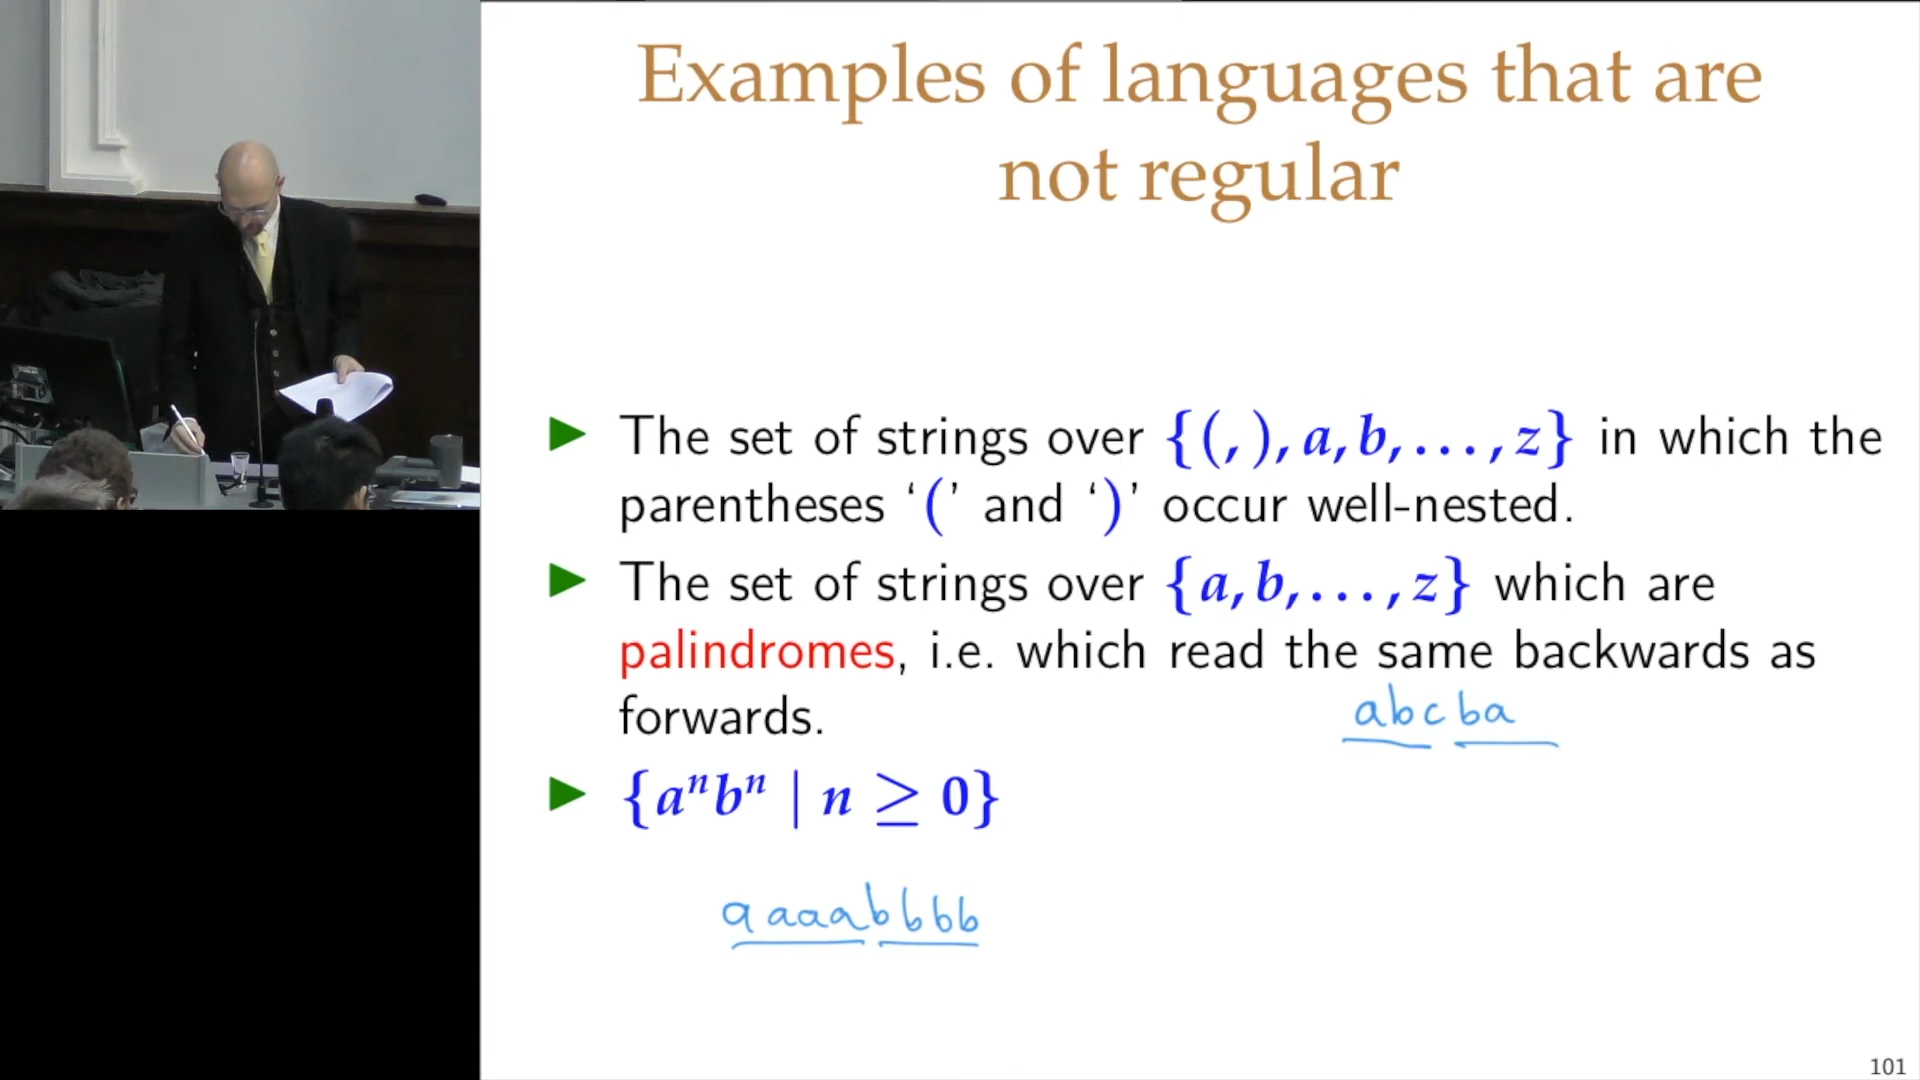 Examples of languages that are
not regular
▶ The set of strings over {(, ), a, b, . . . , z} in which the
parentheses ‘(’ and ‘)’ occur well-nested.
▶ The set of strings over {a, b, . . . , z} which are
palindromes, i.e. which read the same backwards as
forwards.
abcba
▶ {aⁿbⁿ | n ≥ 0}
aaaabbbb
101